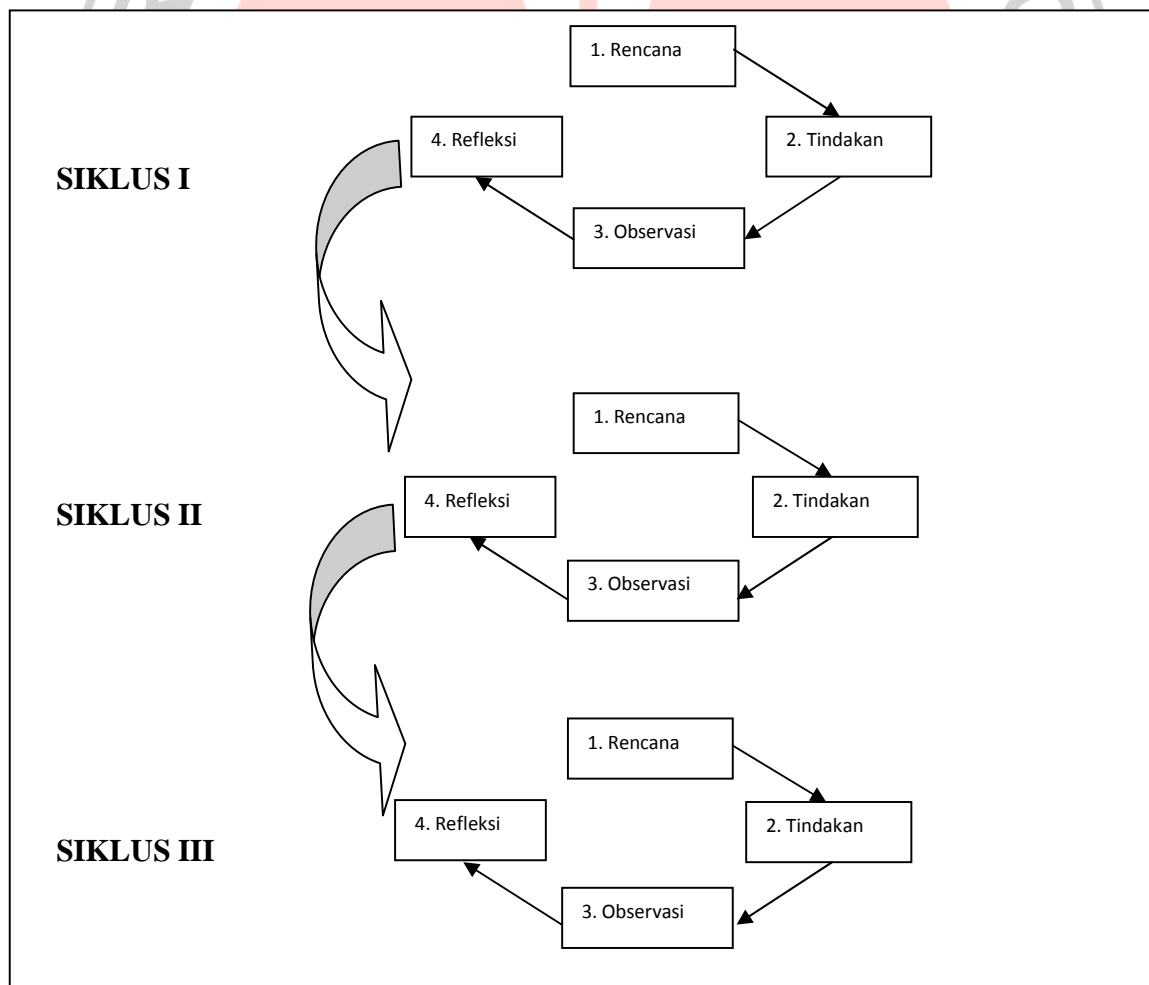 1. Rencana
4. Refleksi
2. Tindakan
SIKLUS I
3. Observasi
1. Rencana
4. Refleksi
2. Tindakan
SIKLUS II
3. Observasi
1. Rencana
4. Refleksi
2. Tindakan
SIKLUS III
3. Observasi